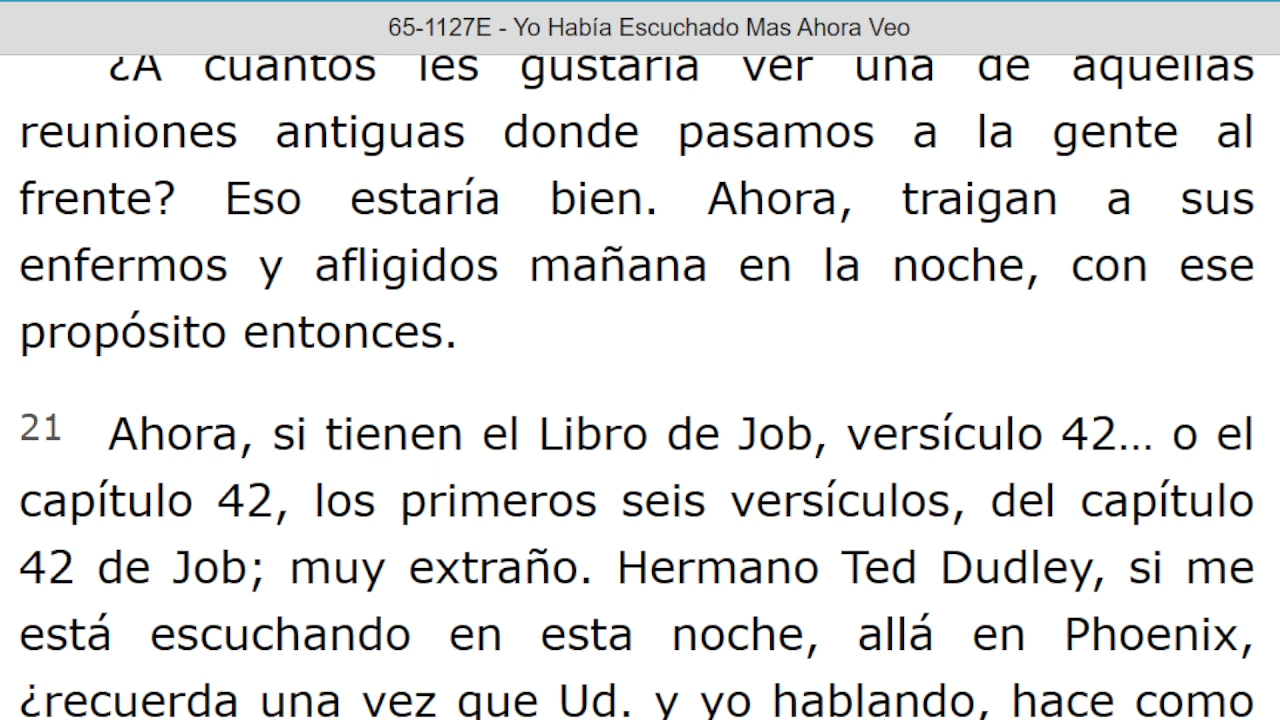 65-1127E - Yo Había Escuchado Mas Ahora Veo
¿A cuántos les gustaría ver una de aquellas
reuniones antiguas donde pasamos a la gente al
frente? Eso estaría bien. Ahora, traigan a sus
enfermos y afligidos mañana en la noche, con ese
propósito entonces.
21 Ahora, si tienen el Libro de Job, versículo 42... o el
capítulo 42, los primeros seis versículos, del capítulo
42 de Job; muy extraño. Hermano Ted Dudley, si me
está escuchando en esta noche, allá en Phoenix,
¿recuerda una vez que Ud. y yo hablando, hace como